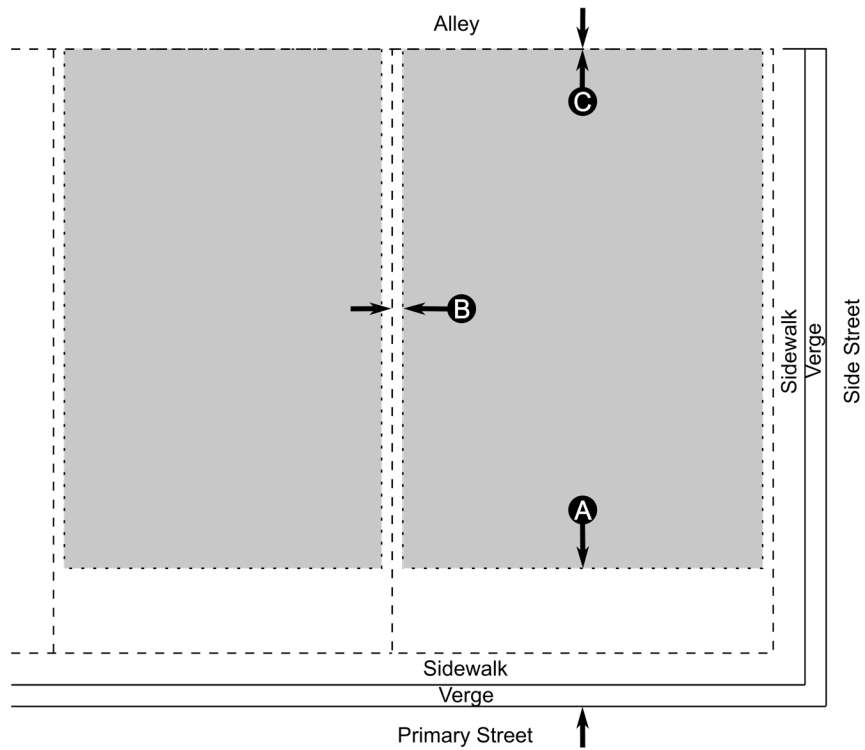 Alley
C
B
Sidewalk
Verge
Side Street
A
Sidewalk
Verge
Primary Street